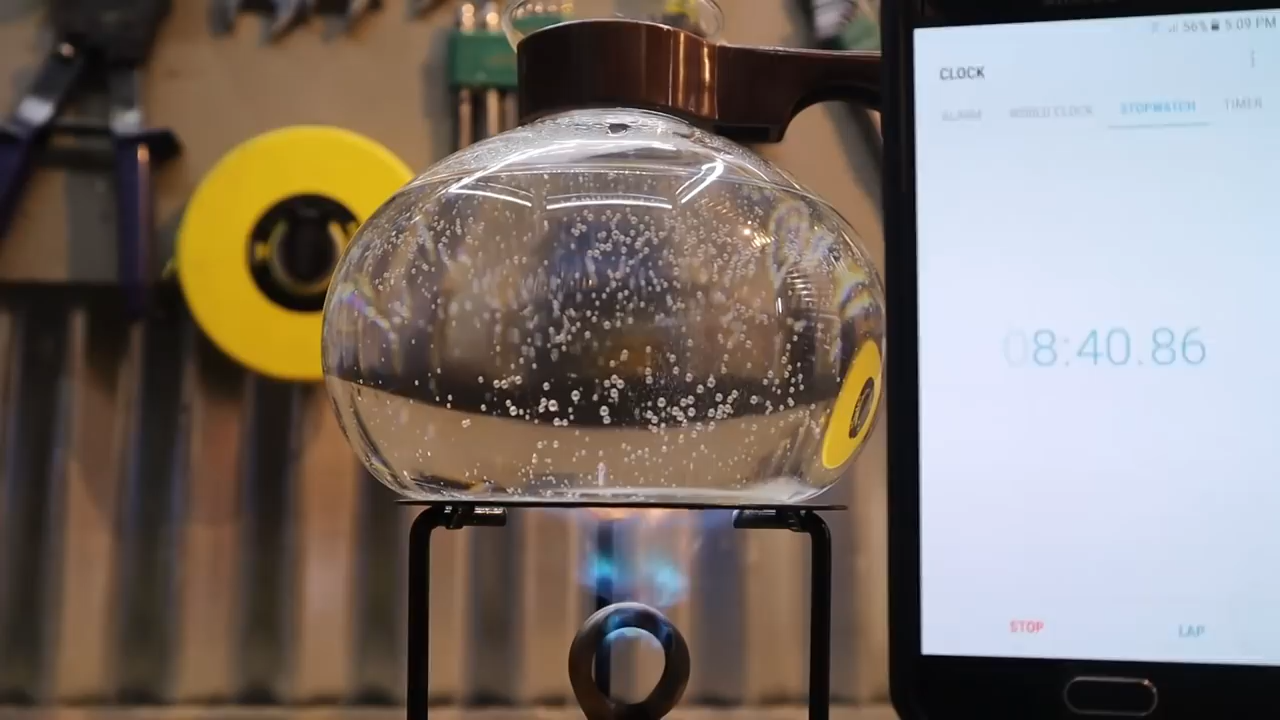 56% 5:09 PM
CLOCK
ALARM WORLD CLOCK STOPWATCH TIMER
08:40.86
STOP LAP